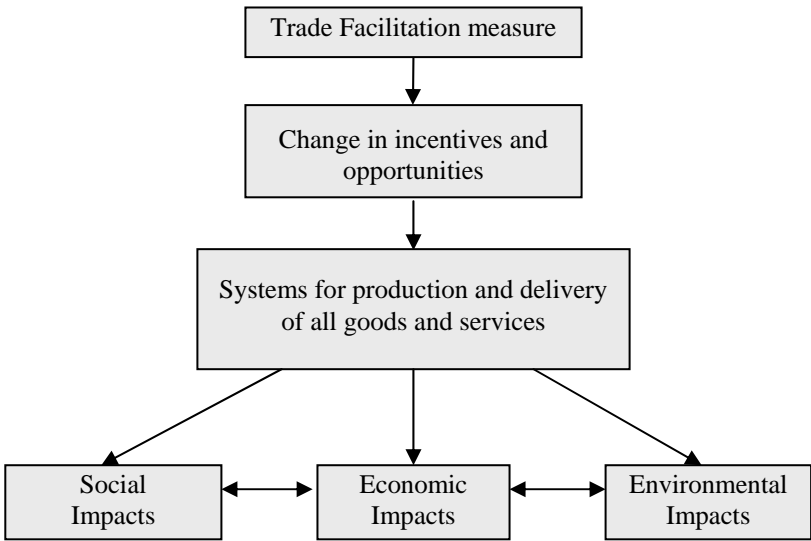 Trade Facilitation measure
Change in incentives and
opportunities
Systems for production and delivery
of all goods and services
Social
Impacts
Economic
Impacts
Environmental
Impacts